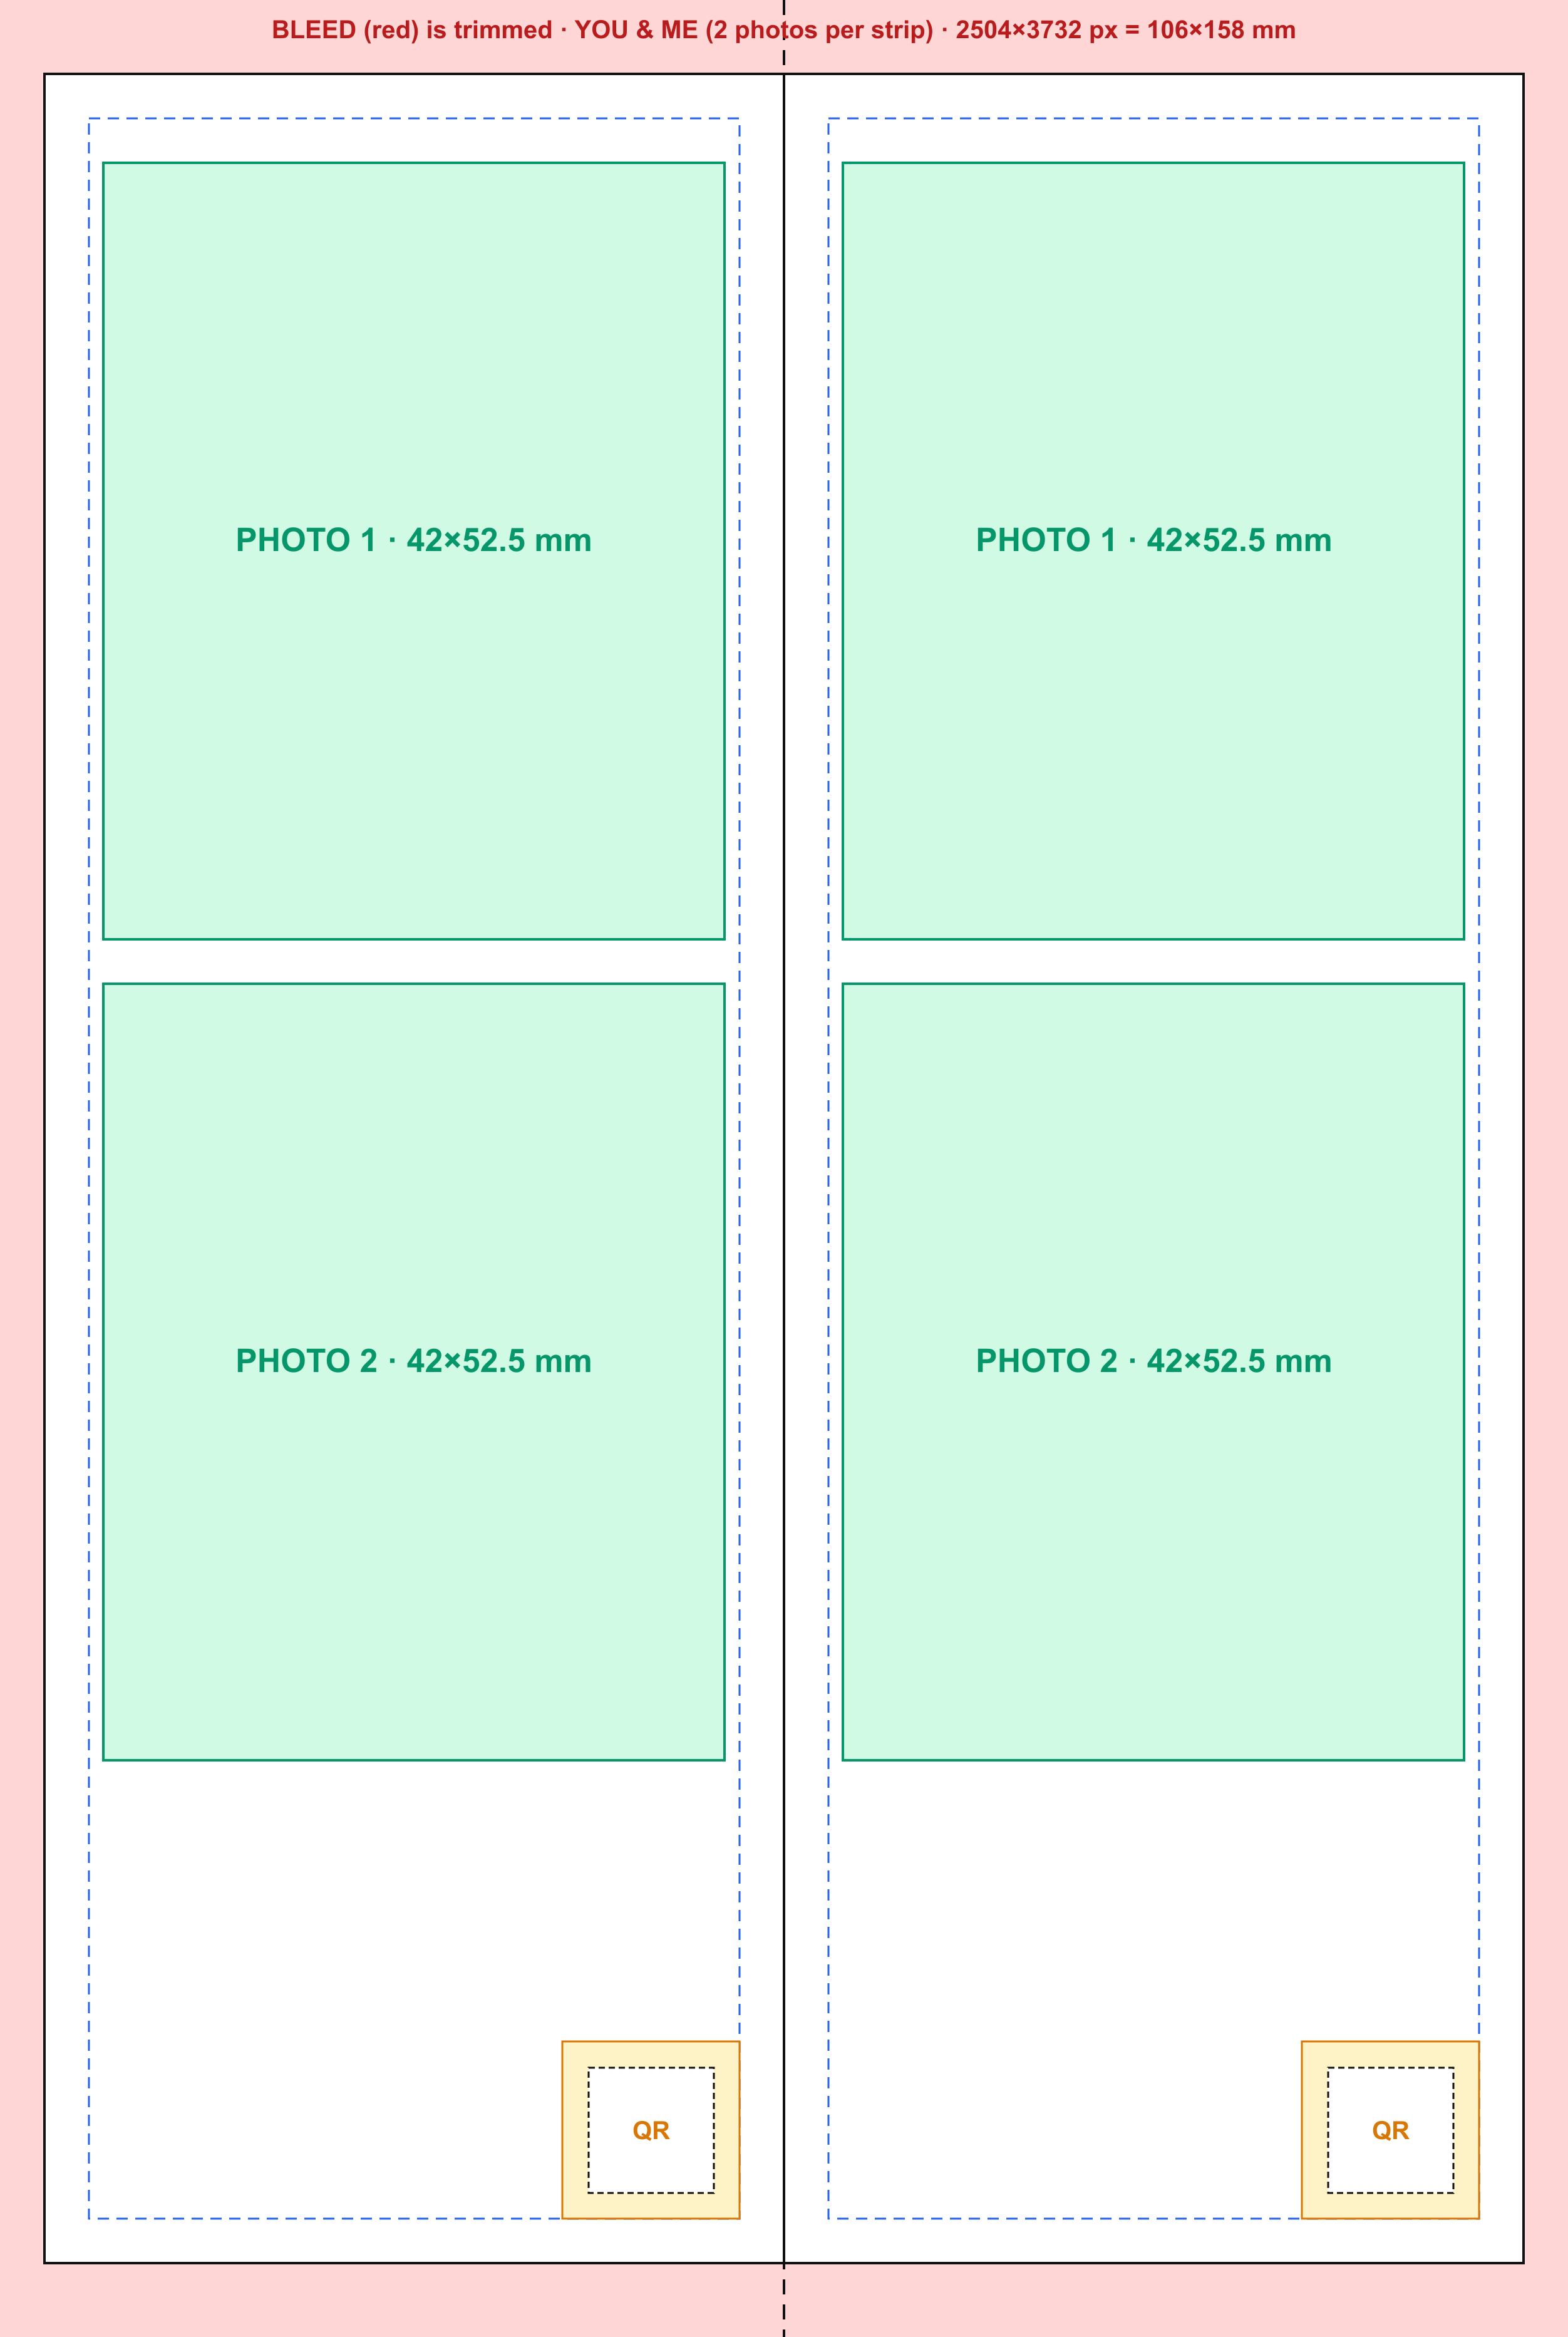 BLEED (red) is trimmed · YOU & ME (2 photos per strip) · 2504×3732 px = 106×158 mm
PHOTO 1 · 42×52.5 mm
PHOTO 1 · 42×52.5 mm
PHOTO 2 · 42×52.5 mm
PHOTO 2 · 42×52.5 mm
QR
QR